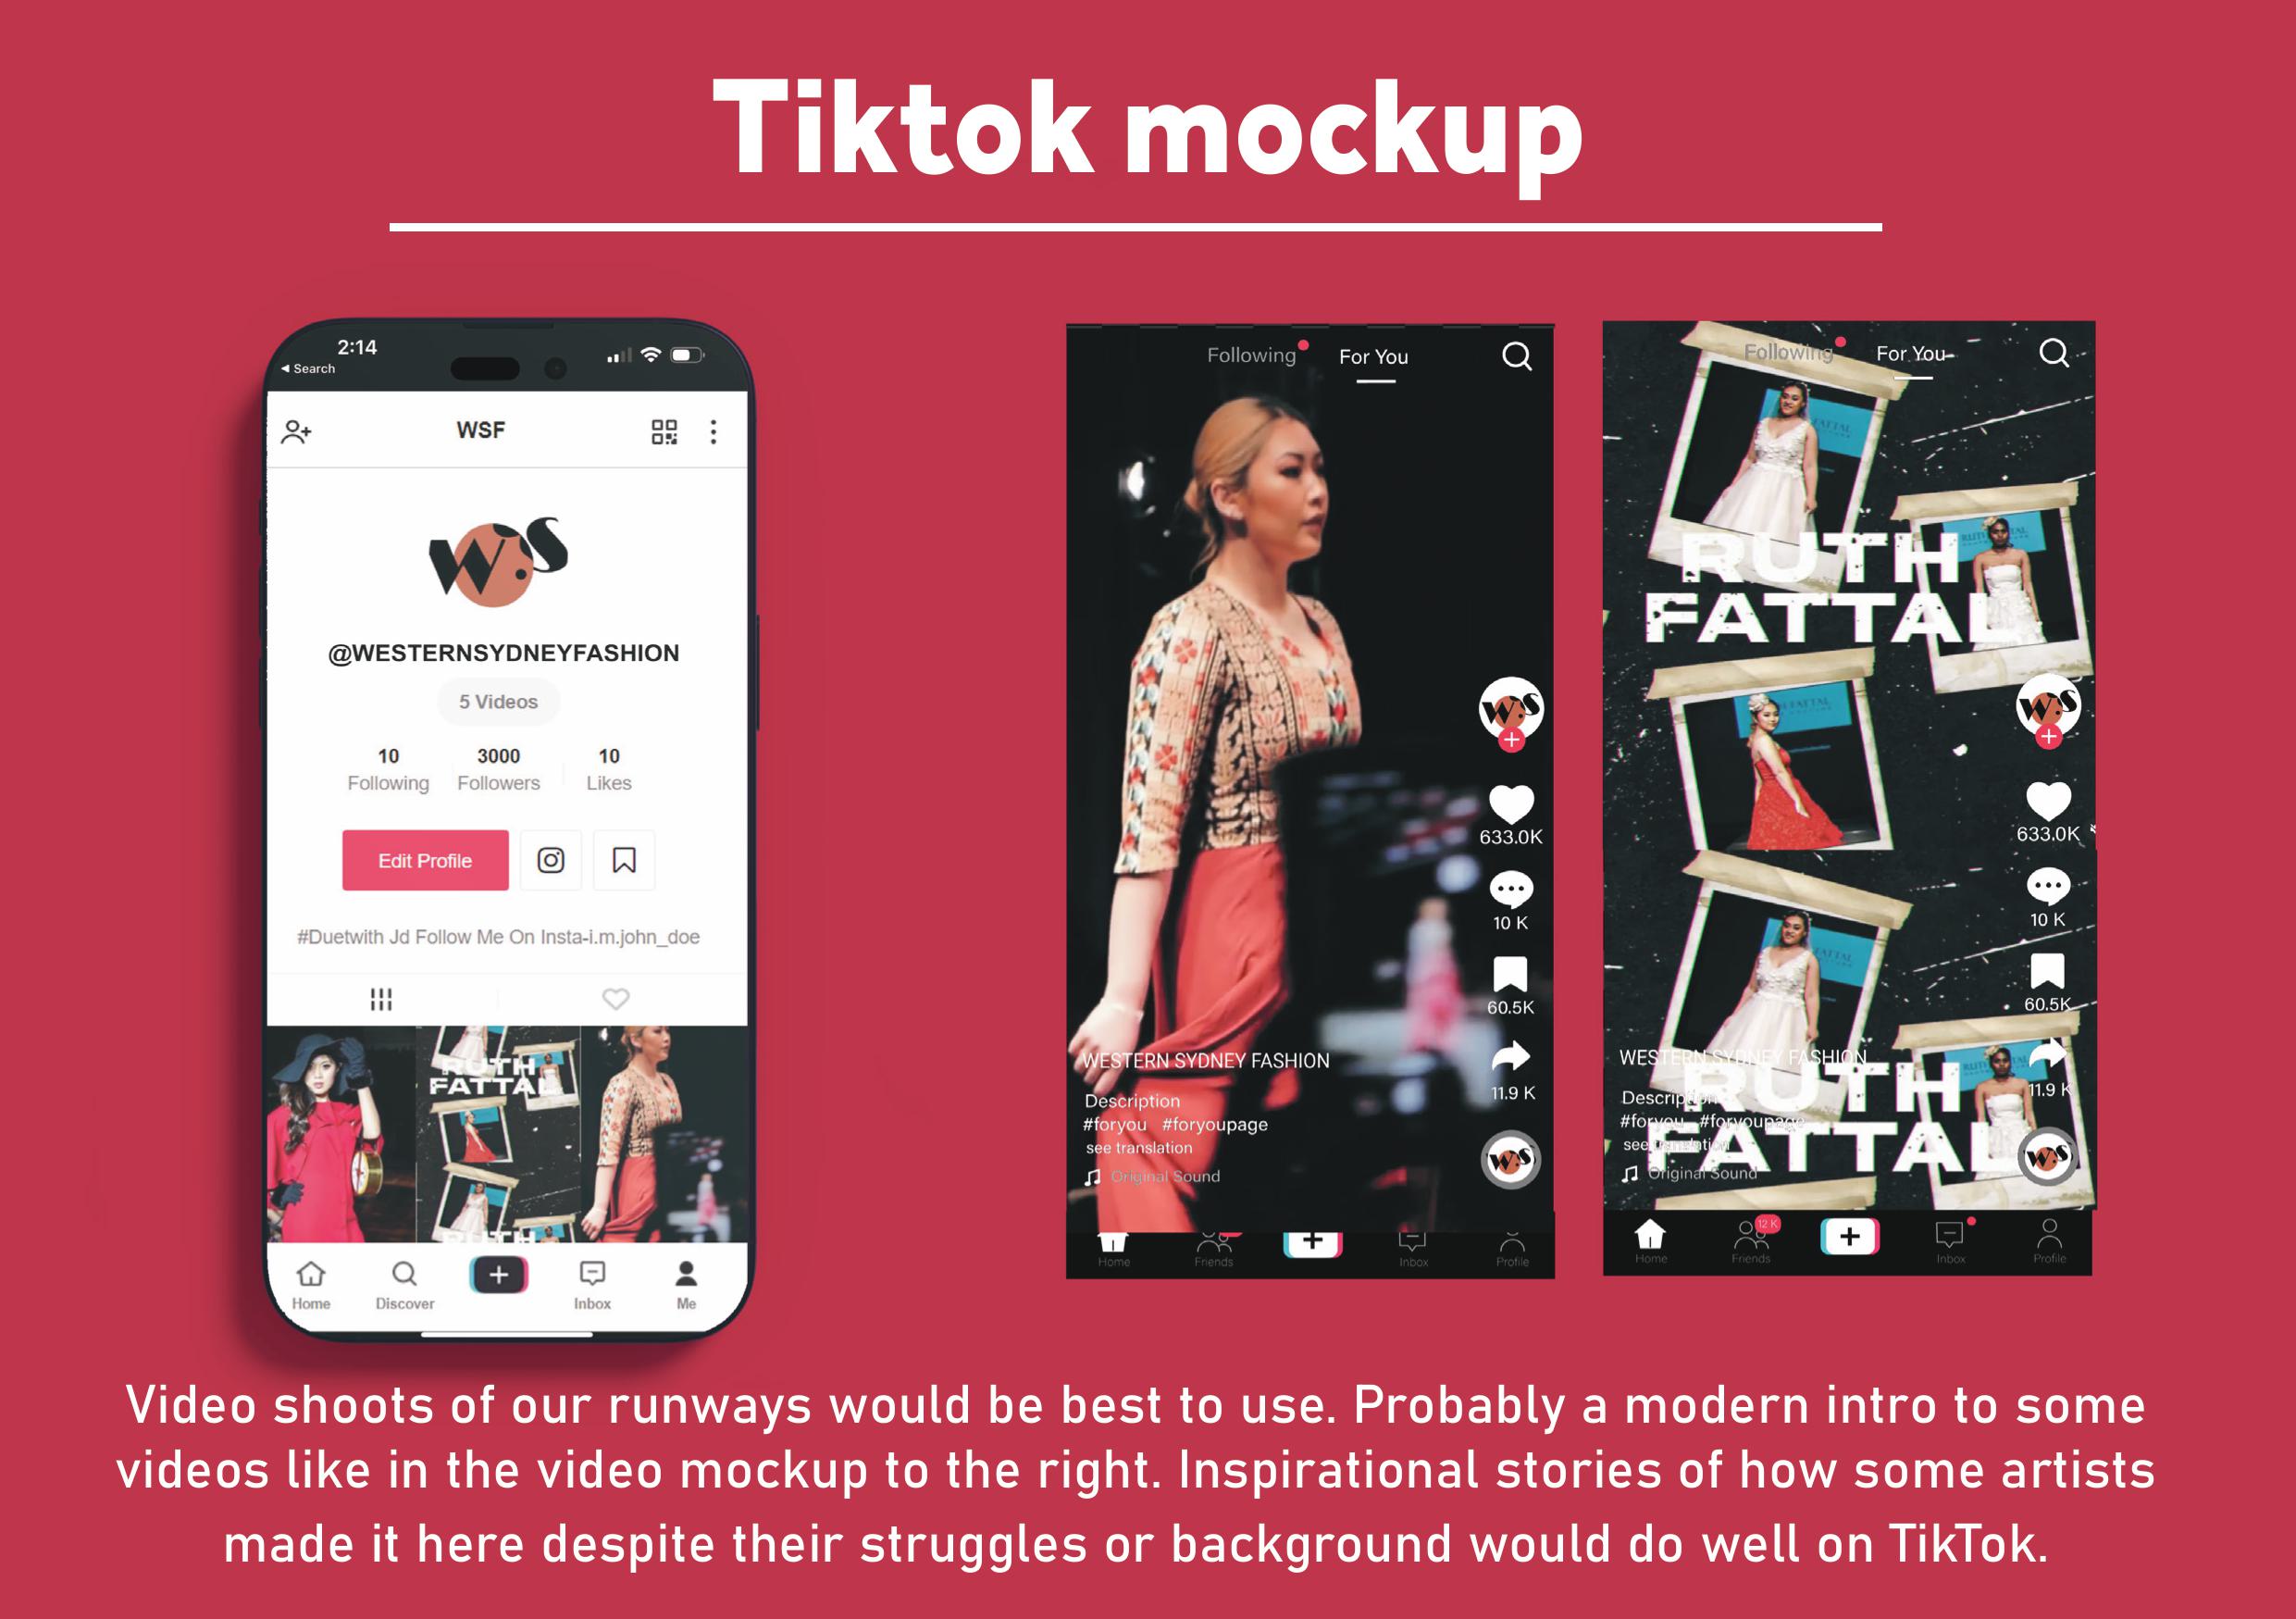 Tiktok mockup
2:14
Search
WSF
W.S
@WESTERNSYDNEYFASHION
5 Videos
10 3000 10
Following Followers Likes
Edit Profile
#Duetwith Jd Follow Me On Insta-i.m.john_doe
RUTH
FATTAL
RUTH
Home Discover Inbox Me
Following For You
W.S
633.0K
10 K
60.5K
WESTERN SYDNEY FASHION
11.9 K
Description
#foryou #foryoupage
see translation
W.S
Original Sound
Home Friends Inbox Profile
Following For You
FATTAL
RUTH
FATTAL
FATTAL
W.S
633.0K
10 K
FATTAL
60.5K
WESTERN SYDNEY FASHION
RUTH
11.9 K
Description
#foryou #foryoupage
see translation
FATTAL
W.S
Original Sound
12 K
Home Friends Inbox Profile
Video shoots of our runways would be best to use. Probably a modern intro to some
videos like in the video mockup to the right. Inspirational stories of how some artists
made it here despite their struggles or background would do well on TikTok.